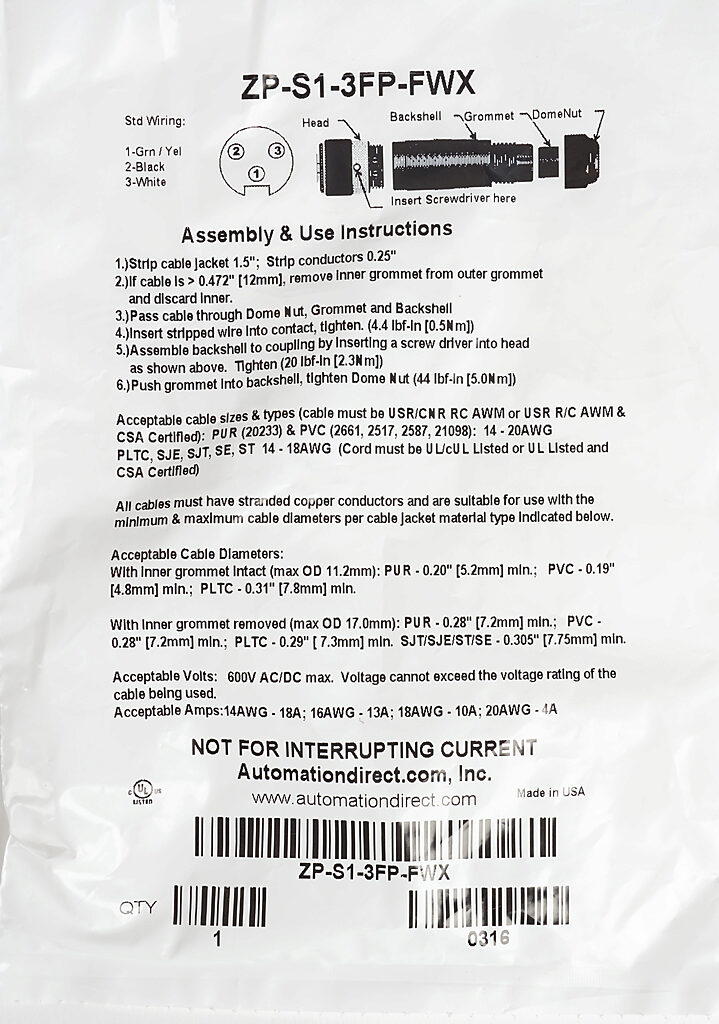 ZP-S1-3FP-FWX
Std Wiring:
1-Grn / Yel
2-Black
3-White
2 3
1
Head
Backshell
Grommet
DomeNut
Insert Screwdriver here
Assembly & Use Instructions
1.)Strip cable jacket 1.5"; Strip conductors 0.25"
2.)If cable is > 0.472" [12mm], remove inner grommet from outer grommet
and discard inner.
3.)Pass cable through Dome Nut, Grommet and Backshell
4.)Insert stripped wire into contact, tighten. (4.4 lbf-in [0.5Nm])
5.)Assemble backshell to coupling by inserting a screw driver into head
as shown above. Tighten (20 lbf-in [2.3Nm])
6.)Push grommet into backshell, tighten Dome Nut (44 lbf-in [5.0Nm])
Acceptable cable sizes & types (cable must be USR/CNR RC AWM or USR R/C AWM &
CSA Certified): PUR (20233) & PVC (2661, 2517, 2587, 21098): 14 - 20AWG
PLTC, SJE, SJT, SE, ST 14 - 18AWG (Cord must be UL/cUL Listed or UL Listed and
CSA Certified)
All cables must have stranded copper conductors and are suitable for use with the
minimum & maximum cable diameters per cable jacket material type indicated below.
Acceptable Cable Diameters:
With inner grommet intact (max OD 11.2mm): PUR - 0.20" [5.2mm] min.; PVC - 0.19"
[4.8mm] min.; PLTC - 0.31" [7.8mm] min.
With inner grommet removed (max OD 17.0mm): PUR - 0.28" [7.2mm] min.; PVC -
0.28" [7.2mm] min.; PLTC - 0.29" [ 7.3mm] min. SJT/SJE/ST/SE - 0.305" [7.75mm] min.
Acceptable Volts: 600V AC/DC max. Voltage cannot exceed the voltage rating of the
cable being used.
Acceptable Amps:14AWG - 18A; 16AWG - 13A; 18AWG - 10A; 20AWG - 4A
NOT FOR INTERRUPTING CURRENT
Automationdirect.com, Inc.
www.automationdirect.com
Made in USA
c UL us
LISTED
ZP-S1-3FP-FWX
QTY
1
0316